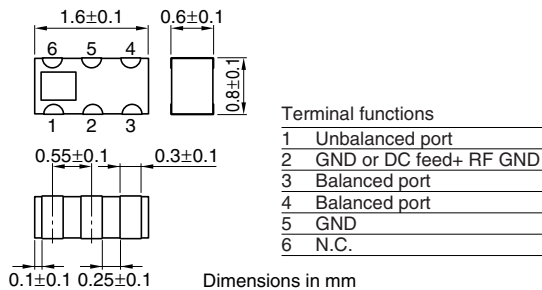 1.6±0.1
0.6±0.1
6 5 4
0.8±0.1
1 2 3
0.55±0.1
0.3±0.1
0.1±0.1
0.25±0.1
Dimensions in mm
Terminal functions
1 Unbalanced port
2 GND or DC feed+ RF GND
3 Balanced port
4 Balanced port
5 GND
6 N.C.